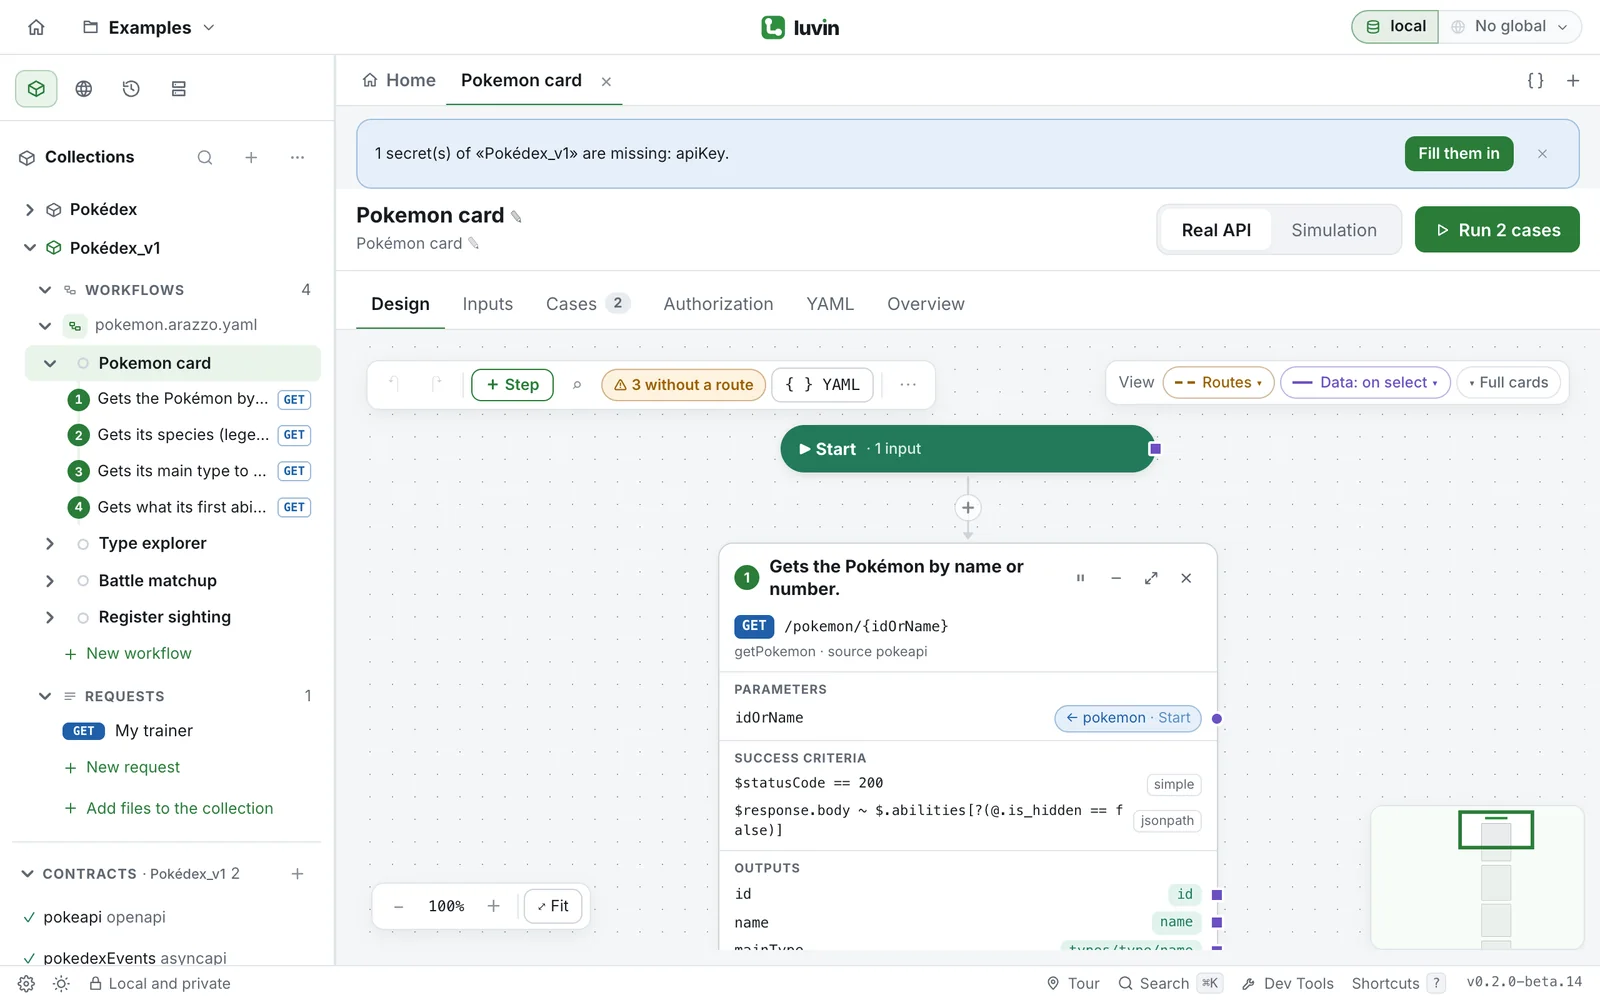 Examples
luvin
local
No global
Home
Pokemon card
{ }
Collections
1 secret(s) of «Pokédex_v1» are missing: apiKey.
Fill them in
Pokédex
Pokédex_v1
Pokemon card
Pokémon card
Real API
Simulation
Run 2 cases
WORKFLOWS 4
pokemon.arazzo.yaml
Pokemon card
1 Gets the Pokémon by... GET
2 Gets its species (lege... GET
3 Gets its main type to ... GET
4 Gets what its first abi... GET
Type explorer
Battle matchup
Register sighting
+ New workflow
REQUESTS 1
GET My trainer
+ New request
+ Add files to the collection
CONTRACTS · Pokédex_v1 2
pokeapi openapi
pokedexEvents asyncapi
Design
Inputs
Cases 2
Authorization
YAML
Overview
+ Step
3 without a route
{ } YAML
View
Routes
Data: on select
Full cards
Start · 1 input
1 Gets the Pokémon by name or
number.
GET /pokemon/{idOrName}
getPokemon · source pokeapi
PARAMETERS
idOrName
← pokemon · Start
SUCCESS CRITERIA
$statusCode == 200
simple
$response.body ~ $.abilities[?(@.is_hidden == f
alse)]
jsonpath
OUTPUTS
id id
name name
mainType types/type/name
− 100% +
Fit
Local and private
Tour
Search ⌘K
Dev Tools
Shortcuts ?
v0.2.0-beta.14